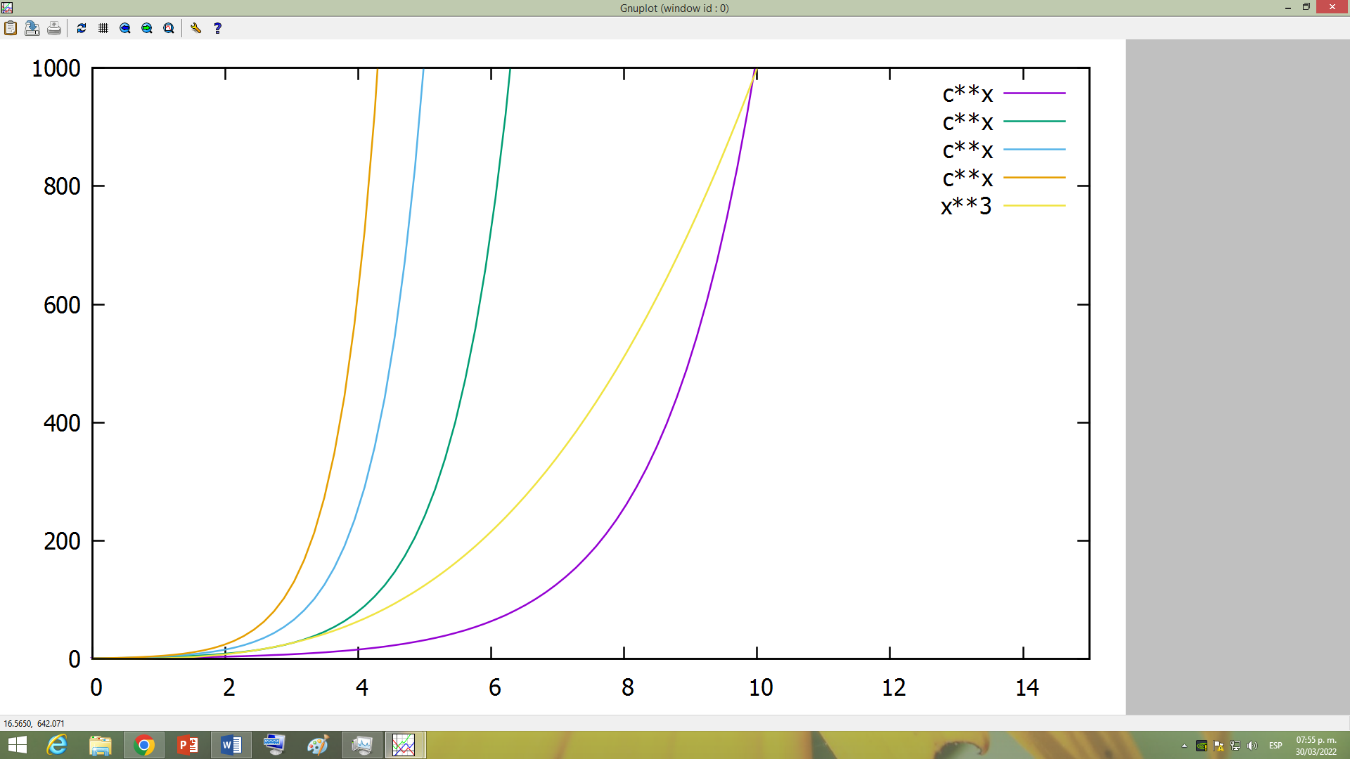 Gnuplot (window id : 0)
1000
800
600
400
200
0
c**x
c**x
c**x
c**x
x**3
0 2 4 6 8 10 12 14
16.5650, 642.071
ESP
07:55 p. m.
30/03/2022